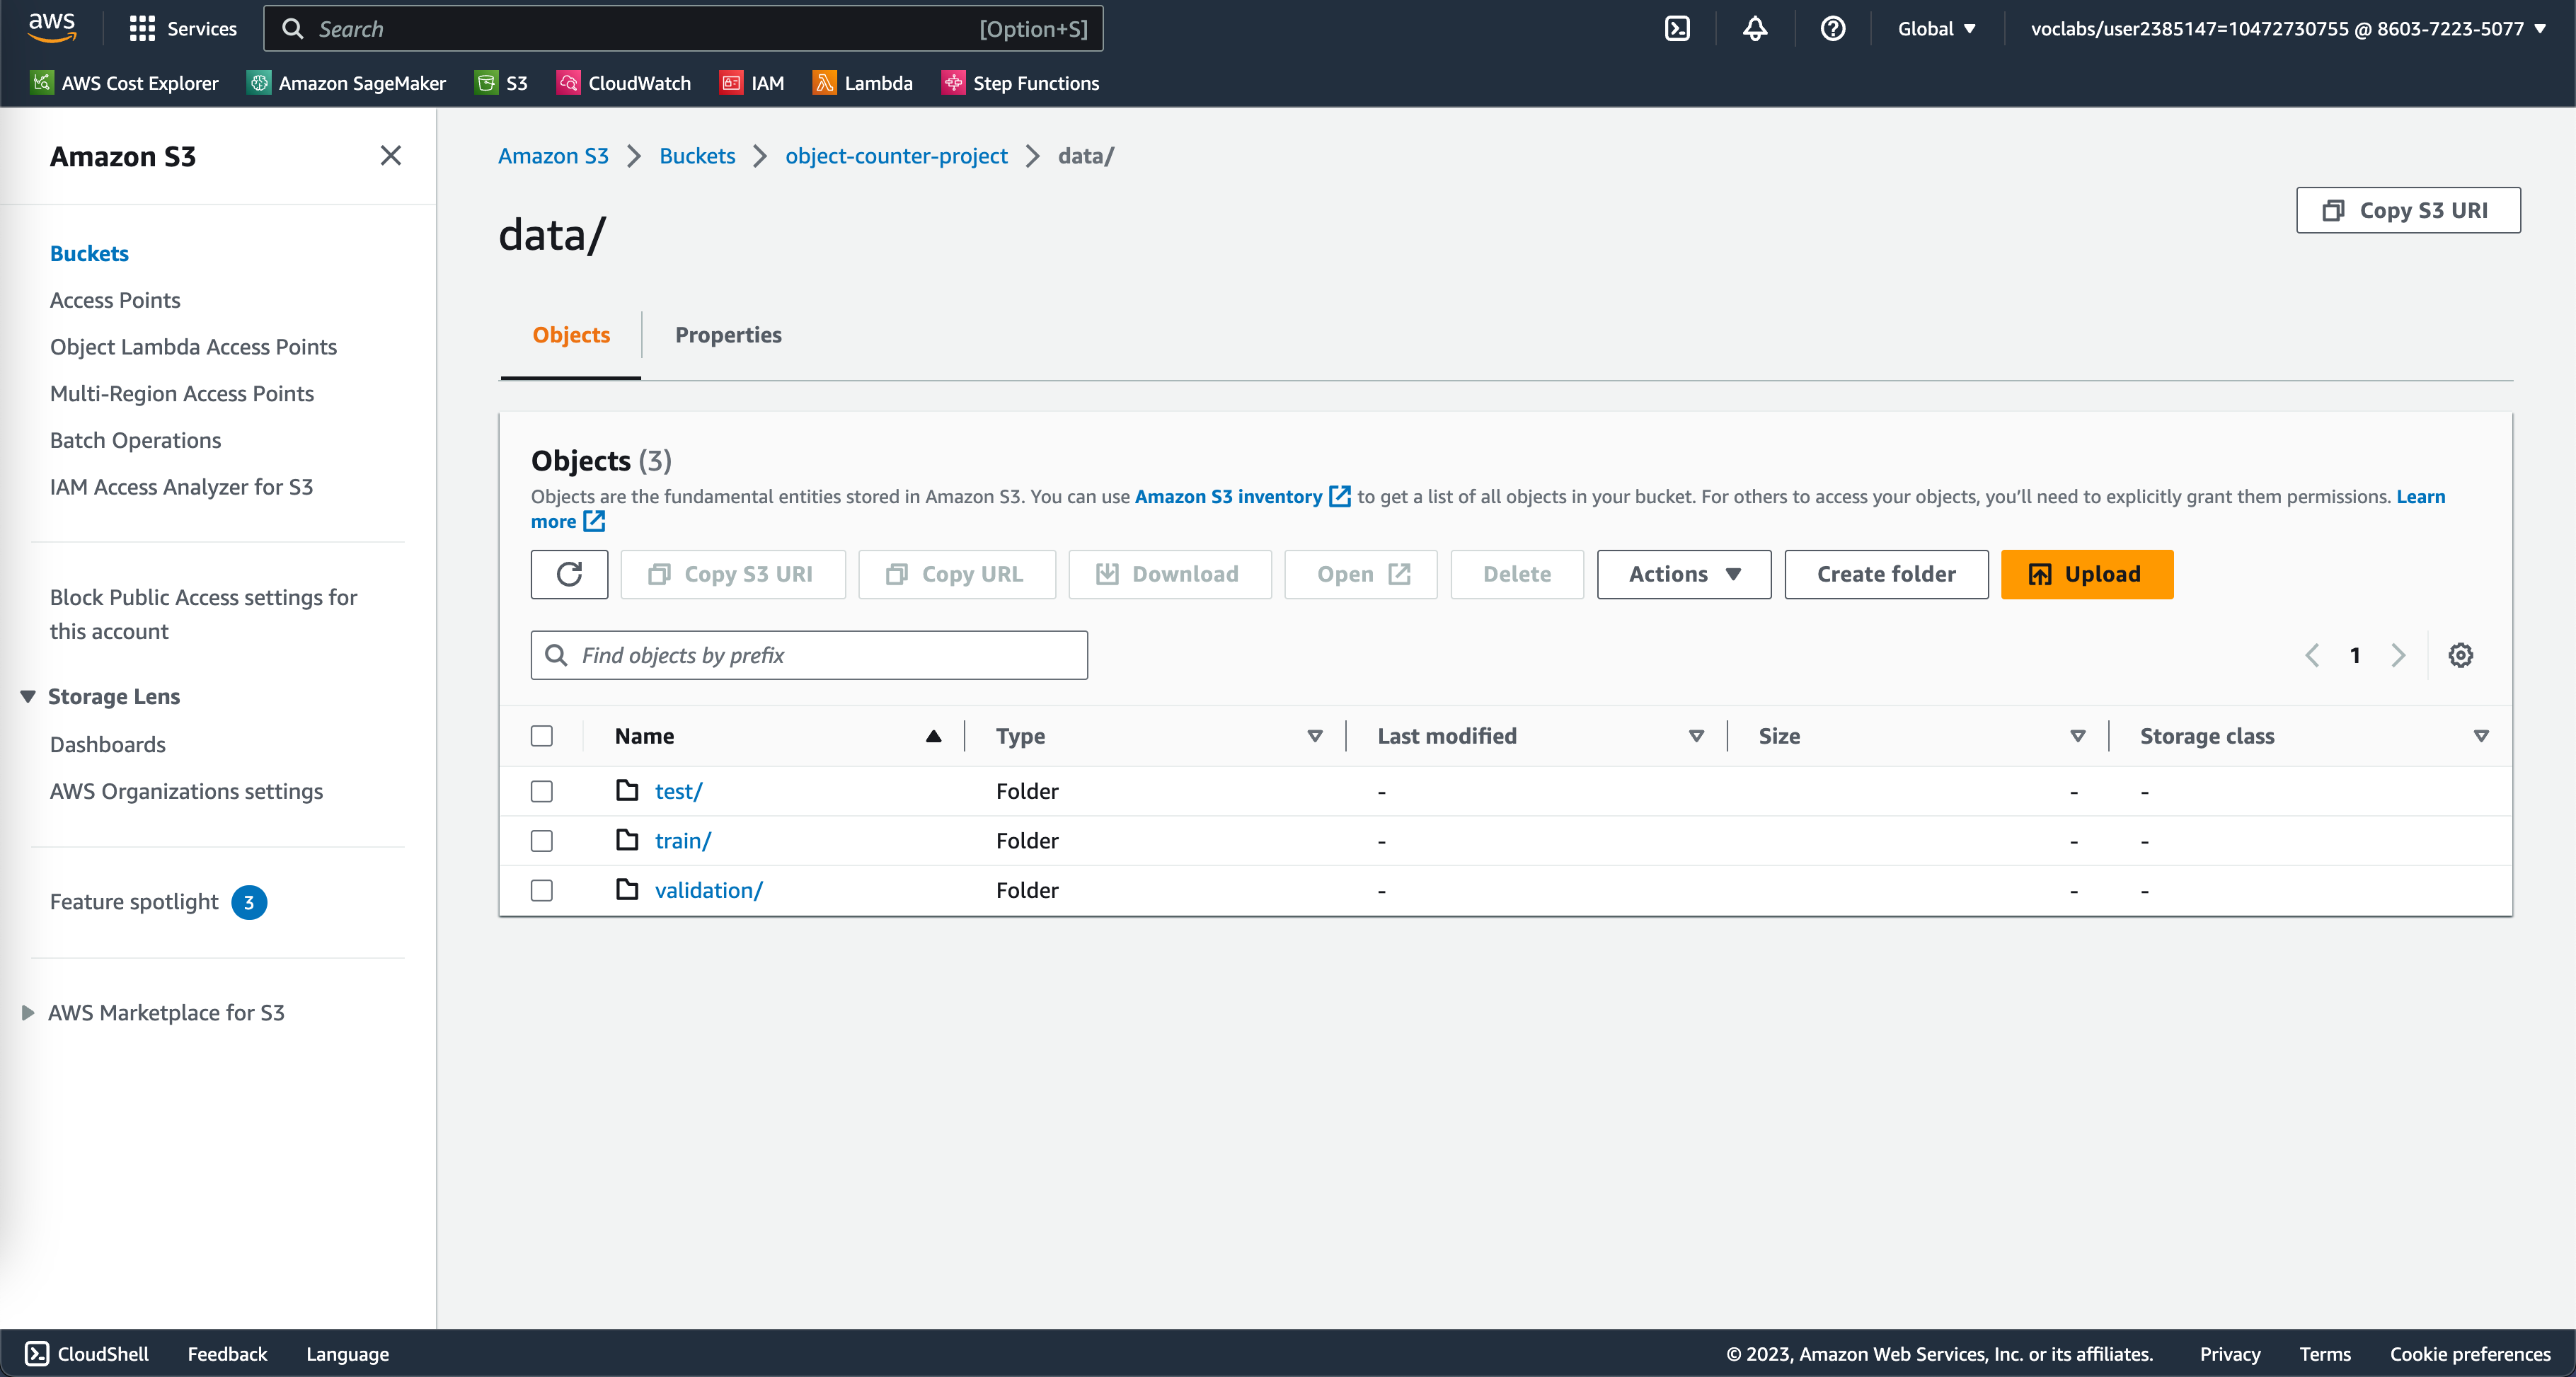 aws
Services
Search [Option+S]
Global
voclabs/user2385147=10472730755 @ 8603-7223-5077
AWS Cost Explorer
Amazon SageMaker
S3
CloudWatch
IAM
Lambda
Step Functions
Amazon S3
Buckets
Access Points
Object Lambda Access Points
Multi-Region Access Points
Batch Operations
IAM Access Analyzer for S3
Block Public Access settings for
this account
Storage Lens
Dashboards
AWS Organizations settings
Feature spotlight 3
AWS Marketplace for S3
Amazon S3 Buckets object-counter-project data/
data/
Copy S3 URI
Objects Properties
Objects (3)
Objects are the fundamental entities stored in Amazon S3. You can use Amazon S3 inventory to get a list of all objects in your bucket. For others to access your objects, you’ll need to explicitly grant them permissions. Learn
more
Copy S3 URI Copy URL Download Open Delete Actions Create folder Upload
Find objects by prefix
1
Name Type Last modified Size Storage class
test/ Folder - - -
train/ Folder - - -
validation/ Folder - - -
CloudShell Feedback Language
© 2023, Amazon Web Services, Inc. or its affiliates. Privacy Terms Cookie preferences